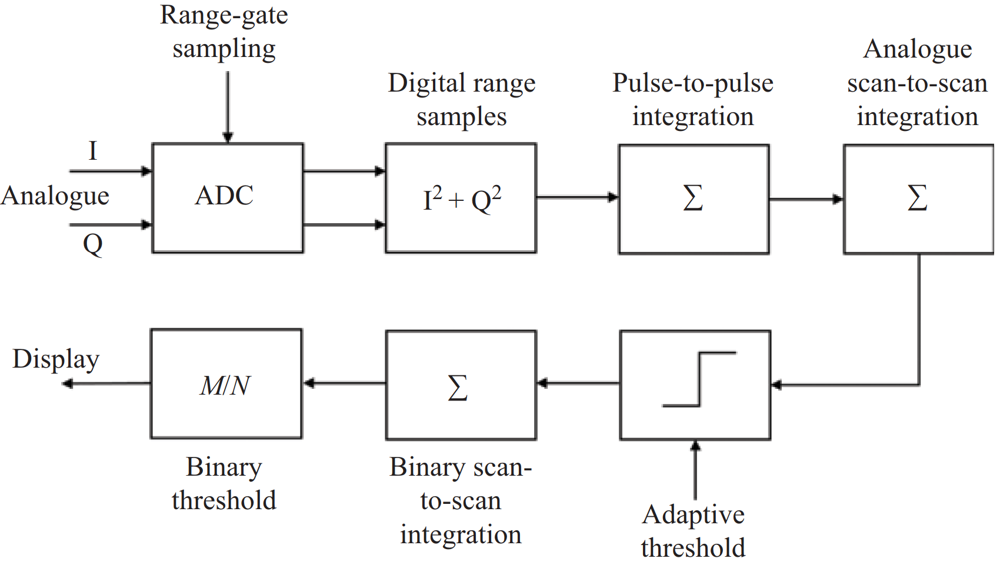 Range-gate
sampling
Analogue
scan-to-scan
integration
Digital range
samples
Pulse-to-pulse
integration
I
Analogue
Q
ADC
I² + Q²
∑
∑
Display
M/N
∑
Binary
threshold
Binary scan-
to-scan
integration
Adaptive
threshold